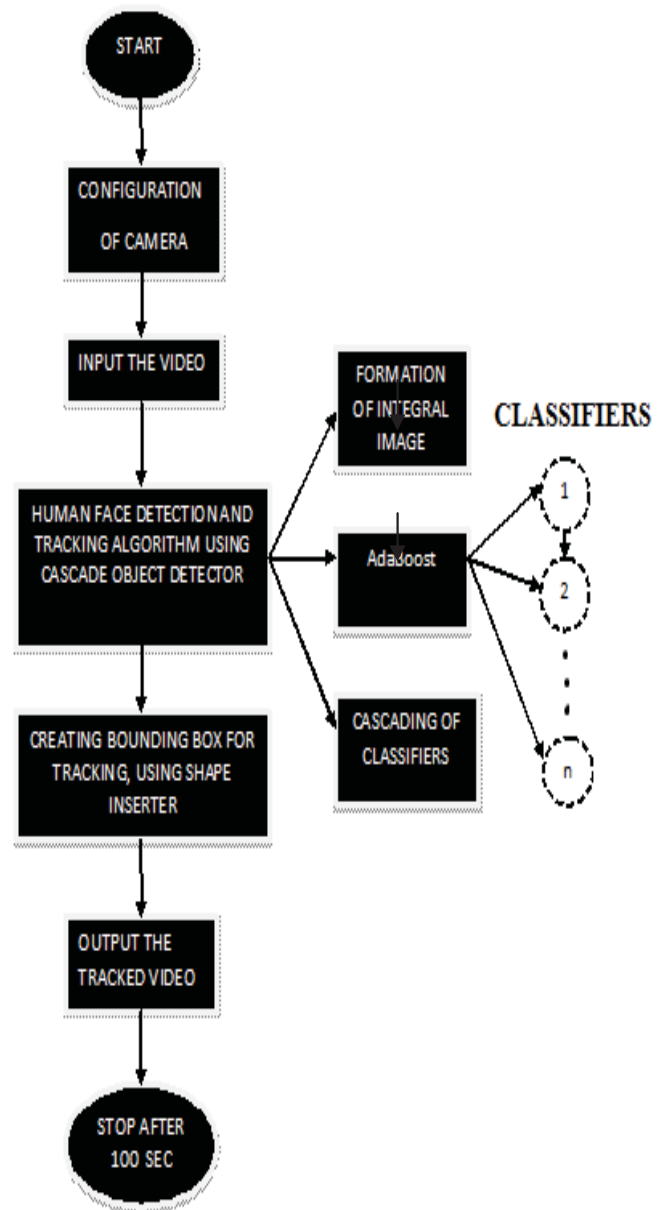 START
CONFIGURATION
OF CAMERA
INPUT THE VIDEO
HUMAN FACE DETECTION AND
TRACKING ALGORITHM USING
CASCADE OBJECT DETECTOR
CREATING BOUNDING BOX FOR
TRACKING, USING SHAPE
INSERTER
OUTPUT THE
TRACKED VIDEO
STOP AFTER
100 SEC
FORMATION
OF INTEGRAL
IMAGE
AdaBoost
CASCADING OF
CLASSIFIERS
CLASSIFIERS
1
2
n